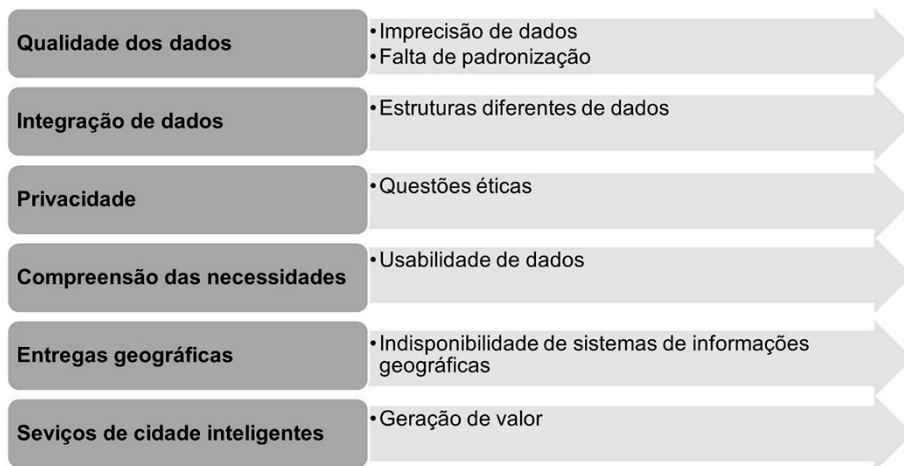 Qualidade dos dados
•Imprecisão de dados
•Falta de padronização
Integração de dados
•Estruturas diferentes de dados
Privacidade
•Questões éticas
Compreensão das necessidades
•Usabilidade de dados
Entregas geográficas
•Indisponibilidade de sistemas de informações
geográficas
Seviços de cidade inteligentes
•Geração de valor